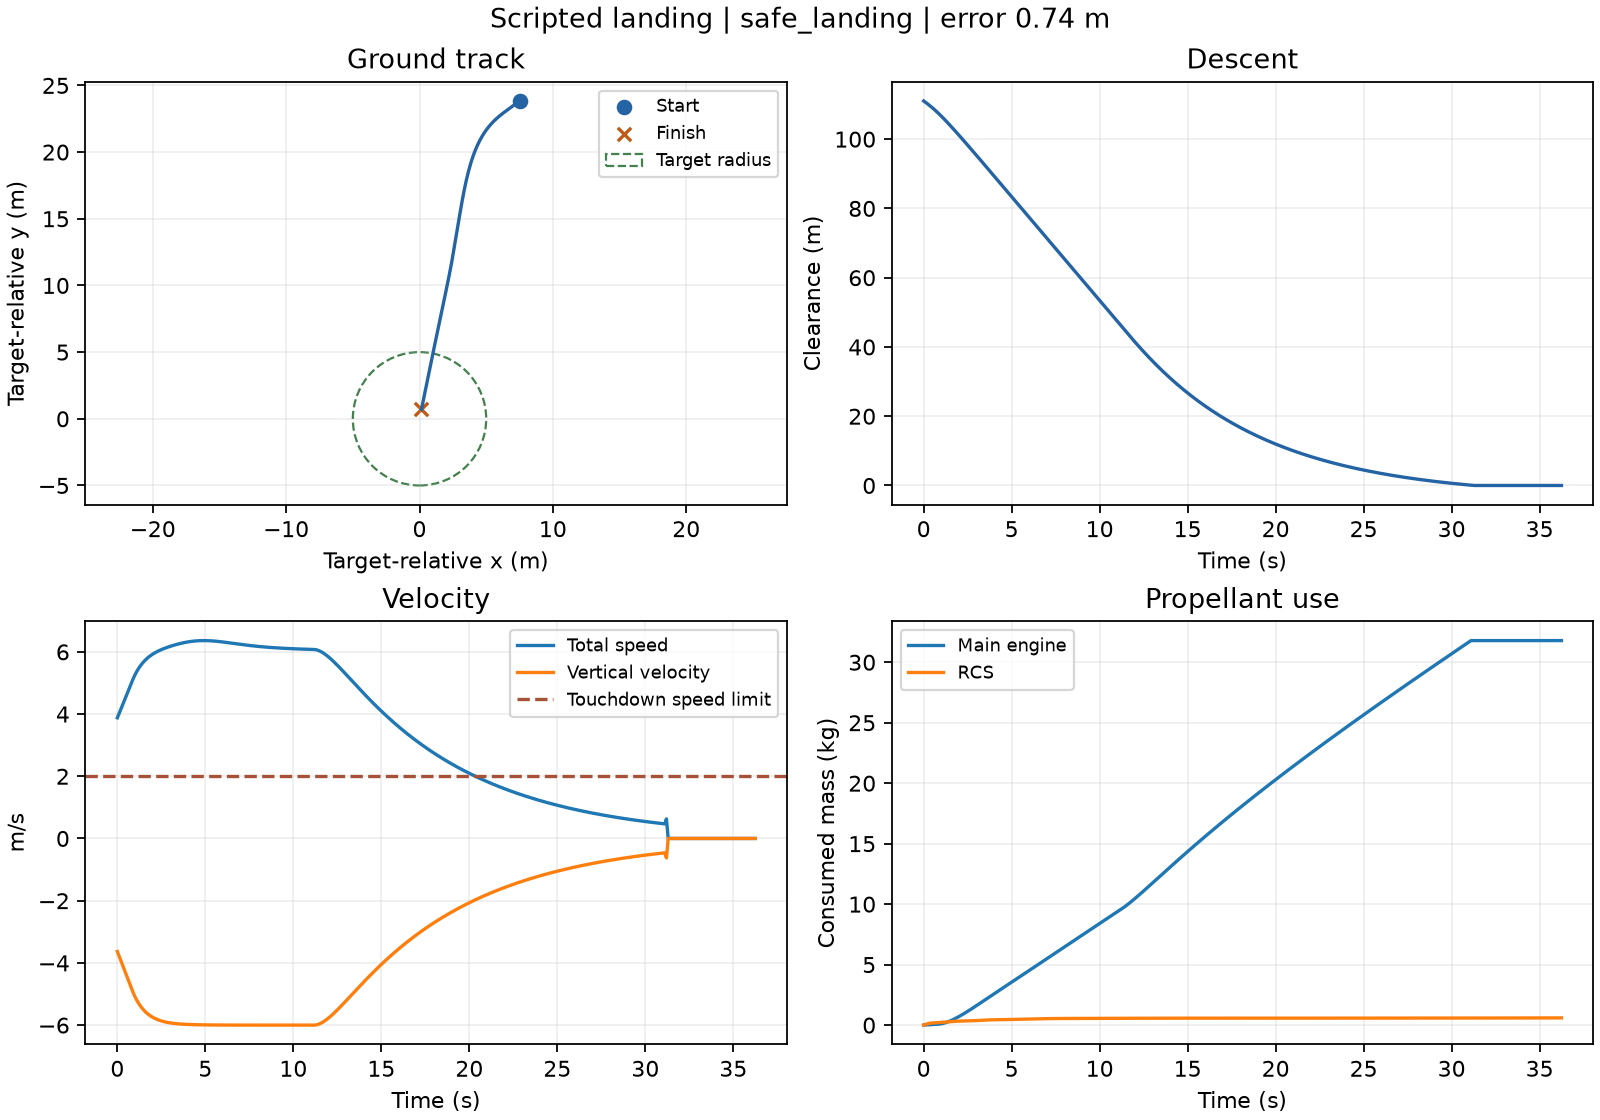 Scripted landing | safe_landing | error 0.74 m
Ground track
25
20
15
10
5
0
−5
Target-relative y (m)
−20
−10
0
10
20
Target-relative x (m)
Start
Finish
Target radius
Descent
100
80
60
40
20
0
Clearance (m)
0
5
10
15
20
25
30
35
Time (s)
Velocity
6
4
2
0
−2
−4
−6
m/s
0
5
10
15
20
25
30
35
Time (s)
Total speed
Vertical velocity
Touchdown speed limit
Propellant use
30
25
20
15
10
5
0
Consumed mass (kg)
0
5
10
15
20
25
30
35
Time (s)
Main engine
RCS